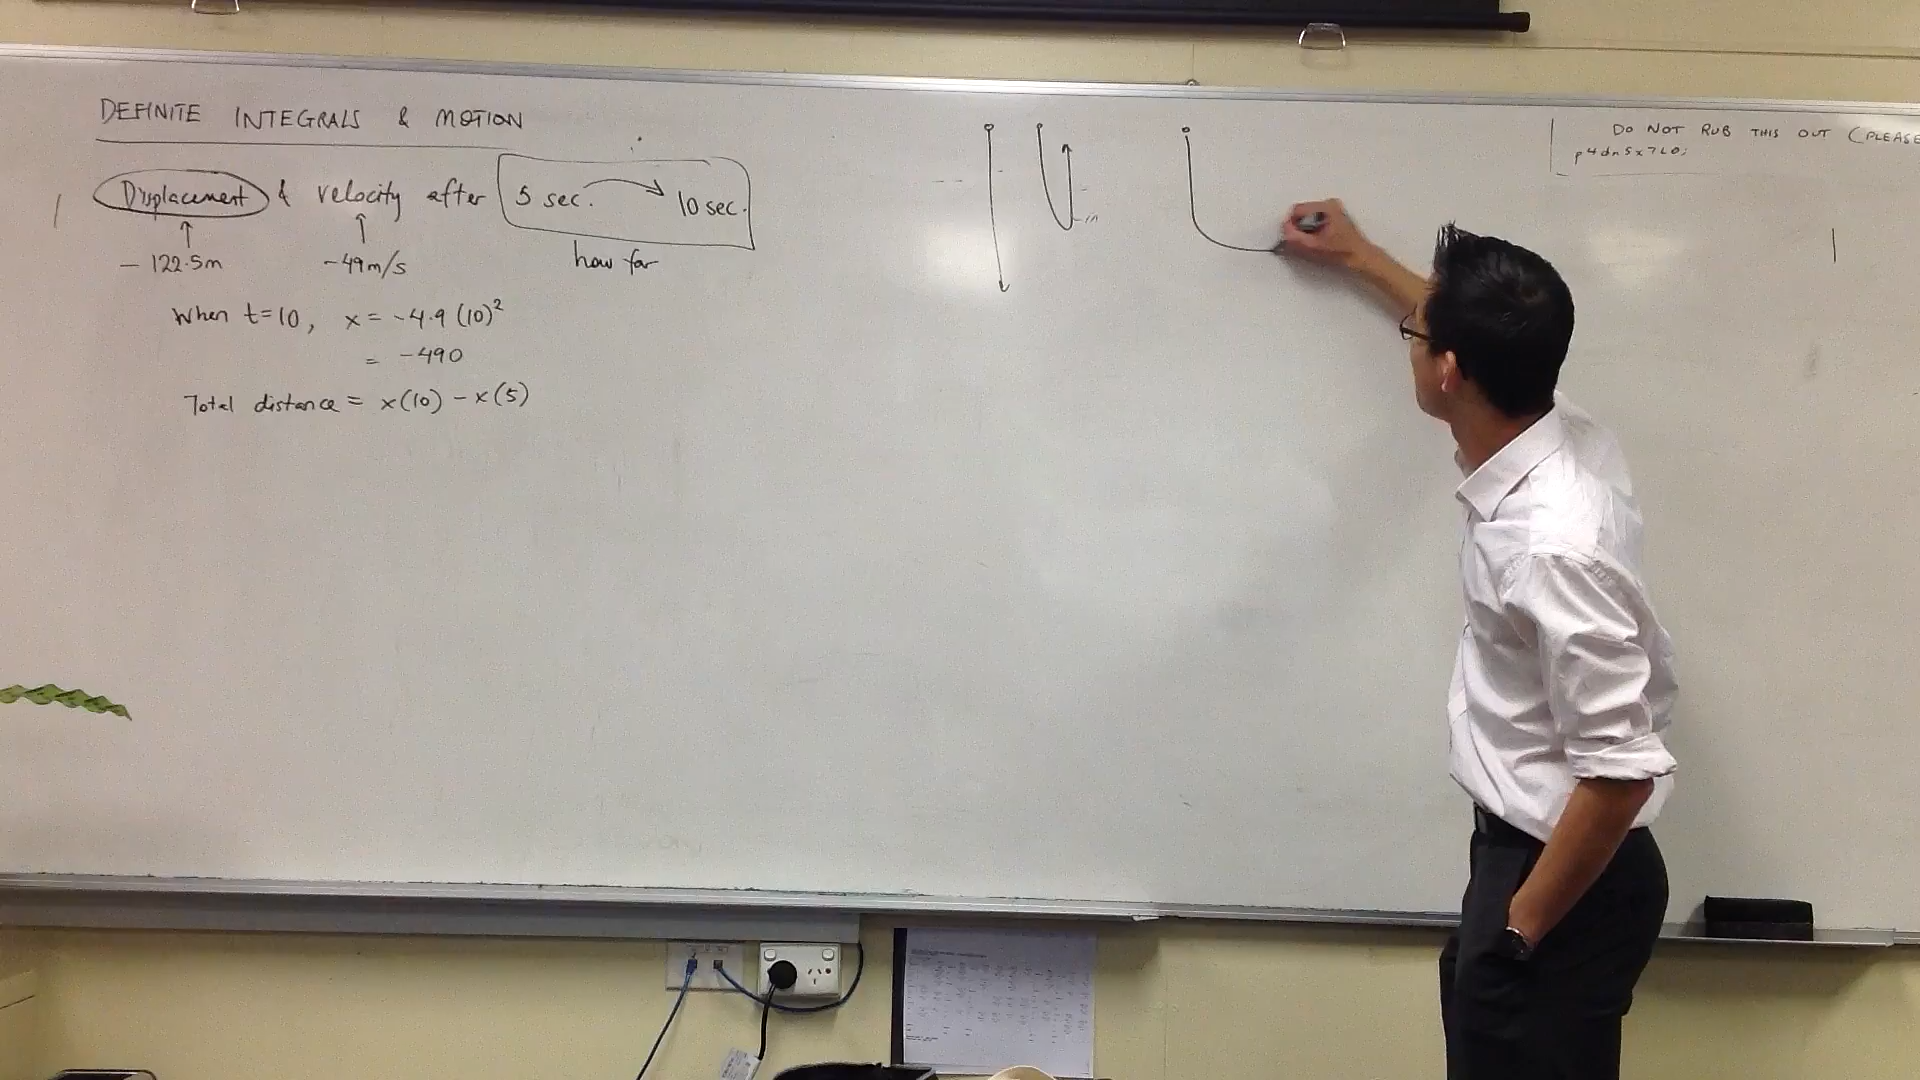 DEFINITE INTEGRALS & MOTION
Displacement & velocity after 5 sec. 10 sec.
- 122.5m -49m/s how far
When t=10, x = -4.9 (10)²
= -490
Total distance = x(10) - x(5)
DO NOT RUB THIS OUT (PLEASE
p4dn5x7L0;